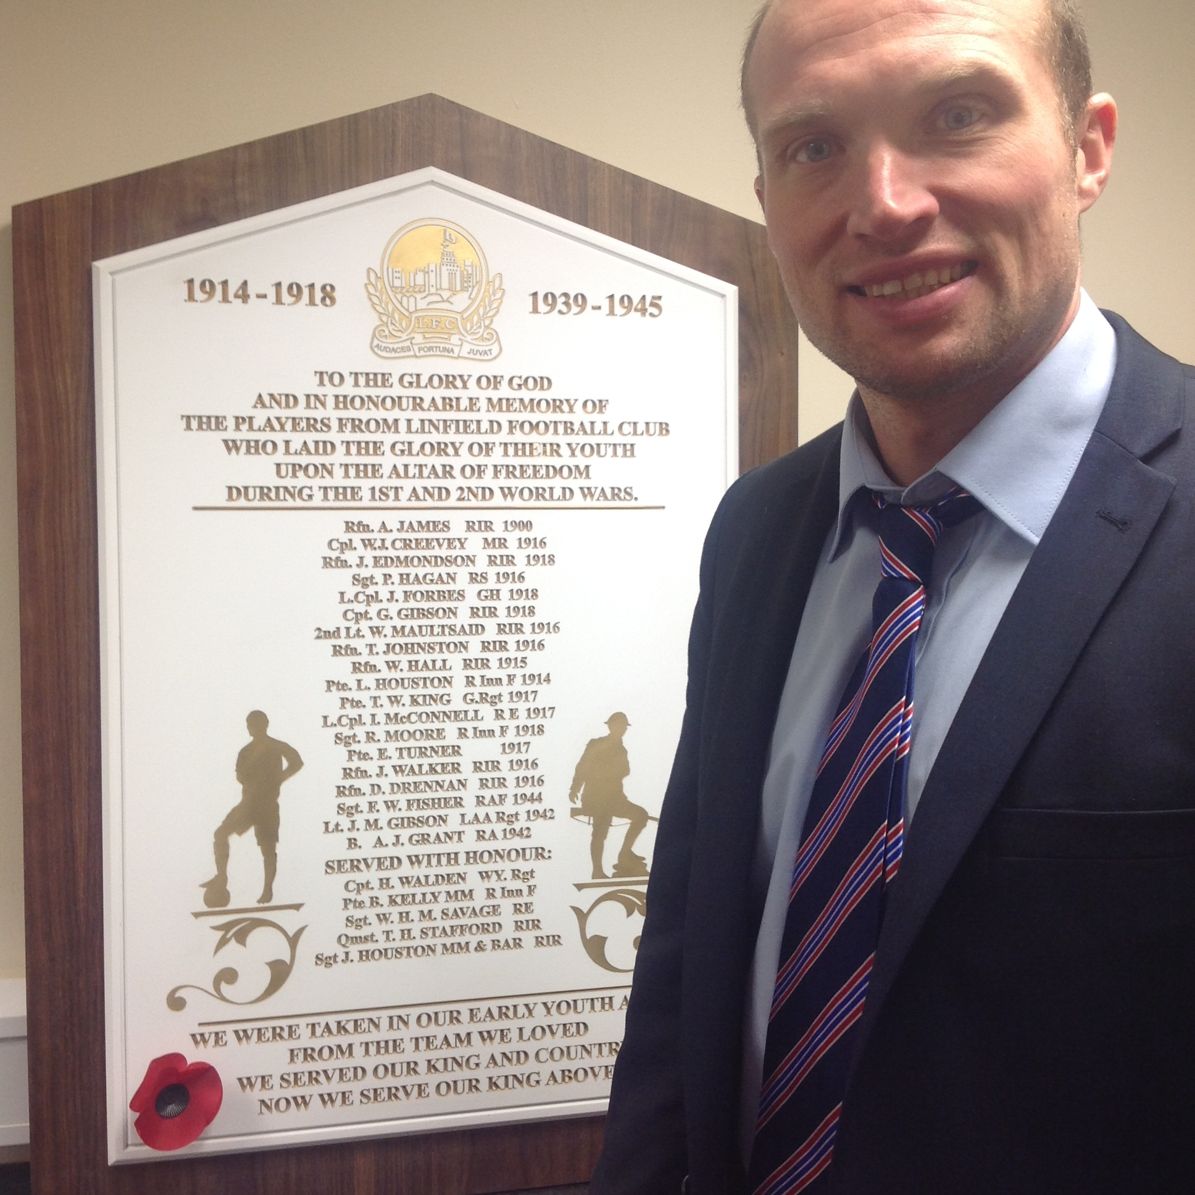 1914-1918
1939-1945
L.F.C
AUDACES FORTUNA JUVAT
TO THE GLORY OF GOD
AND IN HONOURABLE MEMORY OF
THE PLAYERS FROM LINFIELD FOOTBALL CLUB
WHO LAID THE GLORY OF THEIR YOUTH
UPON THE ALTAR OF FREEDOM
DURING THE 1ST AND 2ND WORLD WARS.
Rfn. A. JAMES RIR 1900
Cpl. W.J. CREEVEY MR 1916
Rfn. J. EDMONDSON RIR 1918
Sgt. P. HAGAN RS 1916
L.Cpl. J. FORBES GH 1918
Cpt. G. GIBSON RIR 1918
2nd Lt. W. MAULTSAID RIR 1916
Rfn. T. JOHNSTON RIR 1916
Rfn. W. HALL RIR 1915
Pte. L. HOUSTON R Inn F 1914
Pte. T. W. KING G.Rgt 1917
L.Cpl. I. McCONNELL R E 1917
Sgt. R. MOORE R Inn F 1918
Pte. E. TURNER 1917
Rfn. J. WALKER RIR 1916
Rfn. D. DRENNAN RIR 1916
Sgt. F. W. FISHER RAF 1944
Lt. J. M. GIBSON LAA Rgt 1942
B. A. J. GRANT RA 1942
SERVED WITH HONOUR:
Cpt. H. WALDEN WY. Rgt
Pte B. KELLY MM R Inn F
Sgt. W. H. M. SAVAGE RE
Qmst. T. H. STAFFORD RIR
Sgt J. HOUSTON MM & BAR RIR
WE WERE TAKEN IN OUR EARLY YOUTH A
FROM THE TEAM WE LOVED
WE SERVED OUR KING AND COUNTR
NOW WE SERVE OUR KING ABOVE